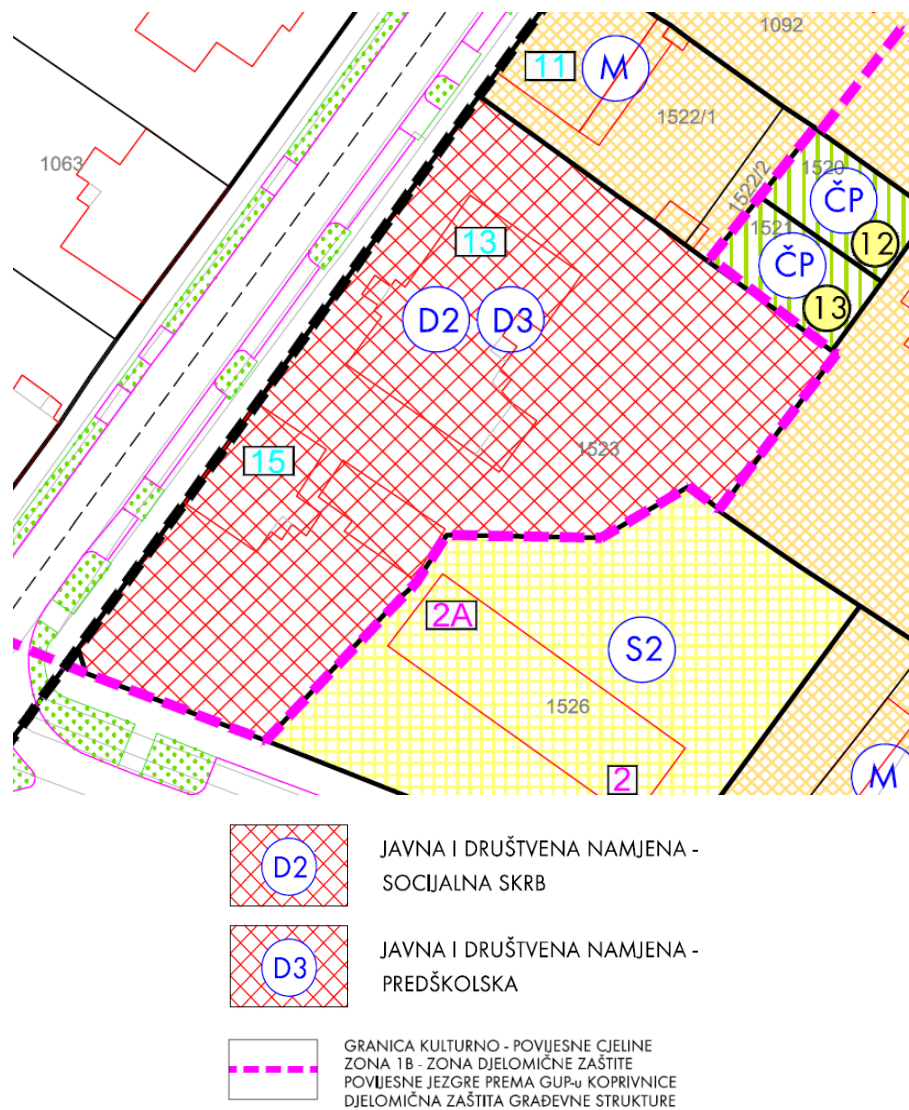 1092
11
M
1522/1
1063
1520
1522/2
ČP
1521
12
13
ČP
13
D2
D3
1523
15
2A
S2
1526
2
M
D2
JAVNA I DRUŠTVENA NAMJENA -
SOCIJALNA SKRB
D3
JAVNA I DRUŠTVENA NAMJENA -
PREDŠKOLSKA
GRANICA KULTURNO - POVIJESNE CJELINE
ZONA 1B - ZONA DJELOMIČNE ZAŠTITE
POVIJESNE JEZGRE PREMA GUP-u KOPRIVNICE
DJELOMIČNA ZAŠTITA GRAĐEVNE STRUKTURE